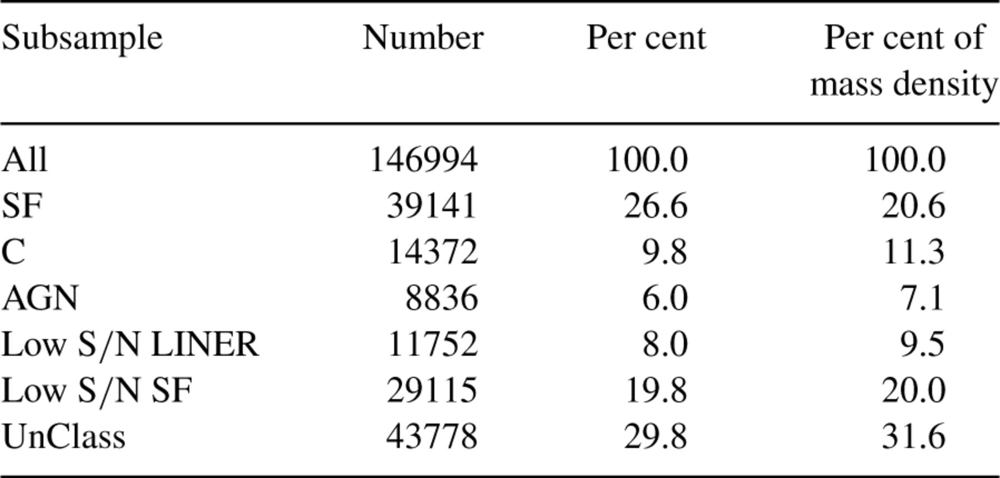 Subsample Number Per cent Per cent of
mass density
All 146994 100.0 100.0
SF 39141 26.6 20.6
C 14372 9.8 11.3
AGN 8836 6.0 7.1
Low S/N LINER 11752 8.0 9.5
Low S/N SF 29115 19.8 20.0
UnClass 43778 29.8 31.6